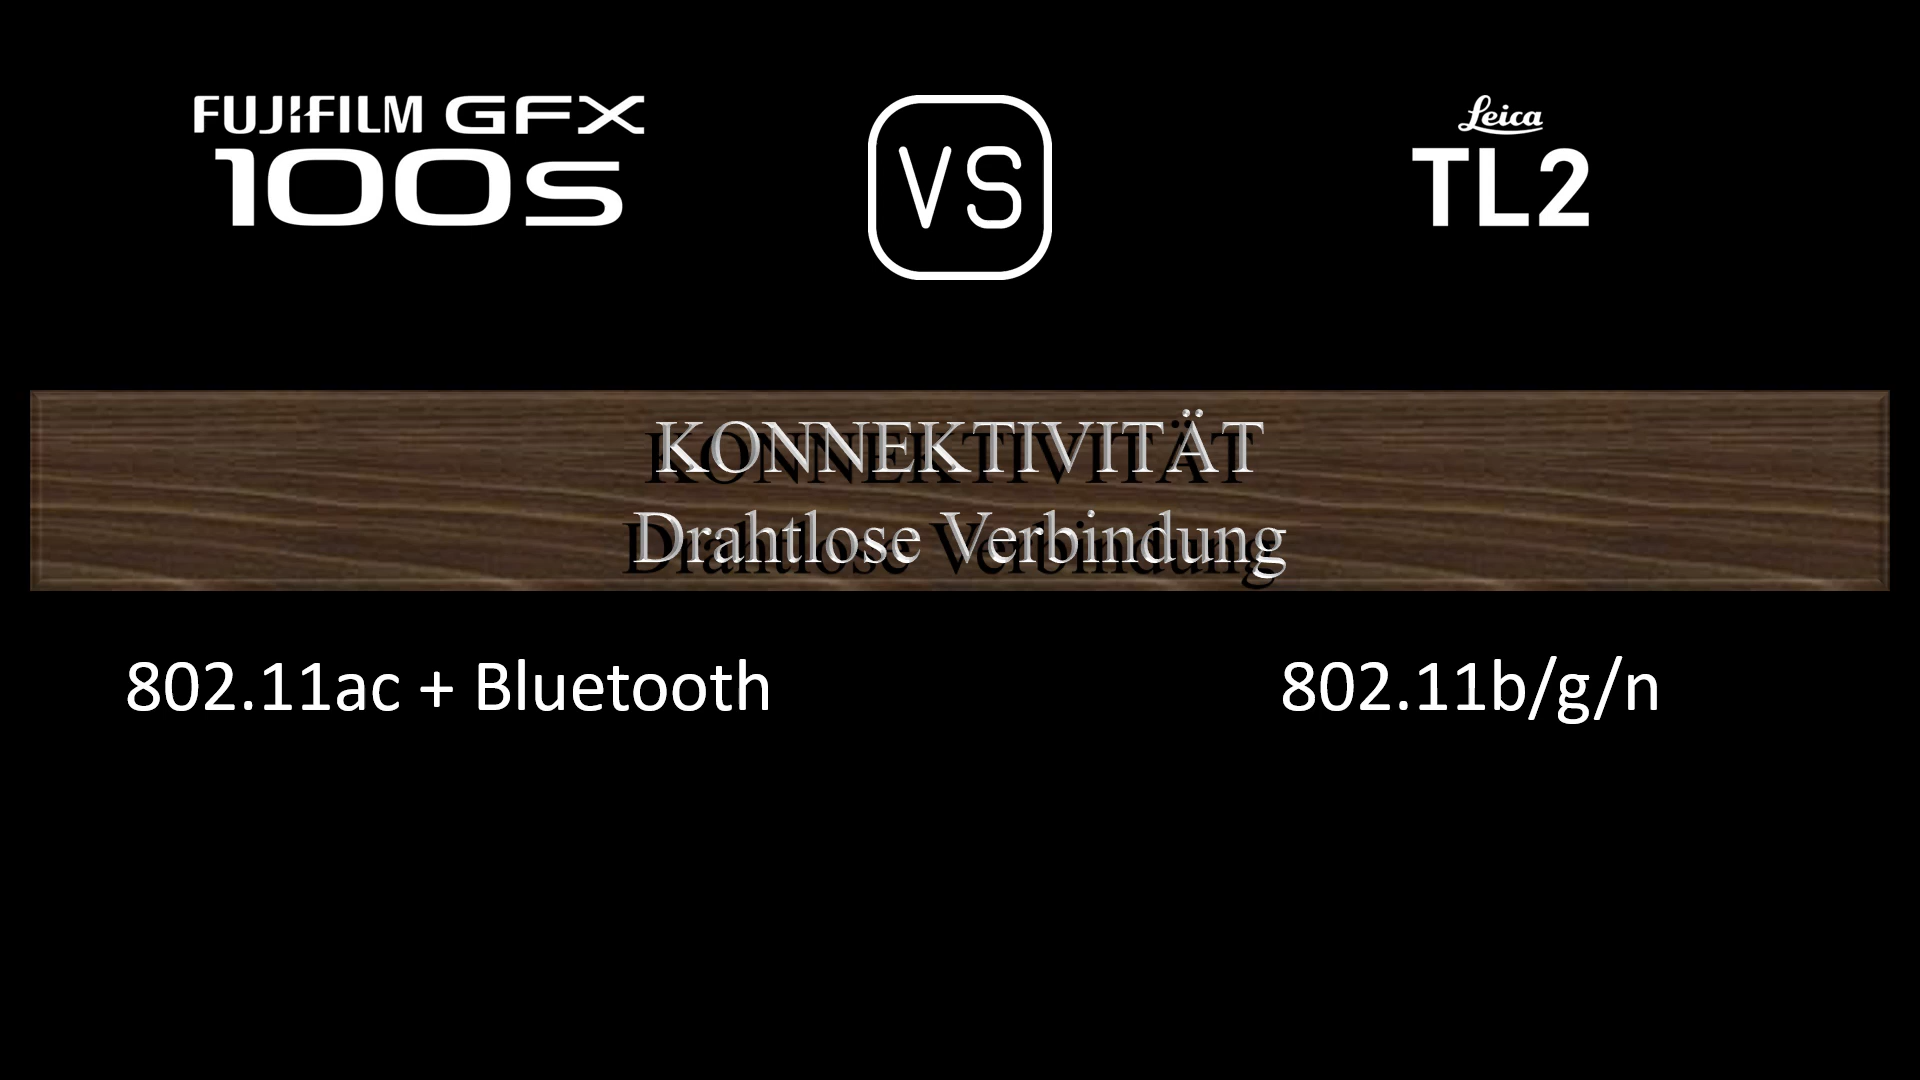 FUJIFILM GFX
100S
VS
Leica
TL2
KONNEKTIVITÄT
Drahtlose Verbindung
802.11ac + Bluetooth
802.11b/g/n